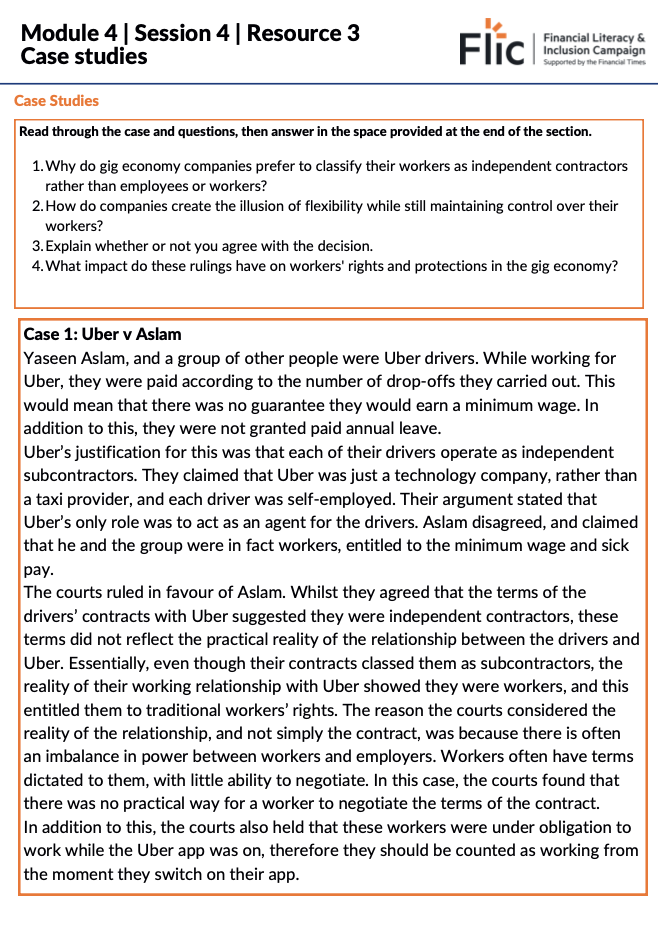 Module 4 | Session 4 | Resource 3
Case studies
Flic
Financial Literacy &
Inclusion Campaign
Supported by the Financial Times
Case Studies
Read through the case and questions, then answer in the space provided at the end of the section.
1. Why do gig economy companies prefer to classify their workers as independent contractors
rather than employees or workers?
2. How do companies create the illusion of flexibility while still maintaining control over their
workers?
3. Explain whether or not you agree with the decision.
4. What impact do these rulings have on workers' rights and protections in the gig economy?
Case 1: Uber v Aslam
Yaseen Aslam, and a group of other people were Uber drivers. While working for
Uber, they were paid according to the number of drop-offs they carried out. This
would mean that there was no guarantee they would earn a minimum wage. In
addition to this, they were not granted paid annual leave.
Uber’s justification for this was that each of their drivers operate as independent
subcontractors. They claimed that Uber was just a technology company, rather than
a taxi provider, and each driver was self-employed. Their argument stated that
Uber’s only role was to act as an agent for the drivers. Aslam disagreed, and claimed
that he and the group were in fact workers, entitled to the minimum wage and sick
pay.
The courts ruled in favour of Aslam. Whilst they agreed that the terms of the
drivers’ contracts with Uber suggested they were independent contractors, these
terms did not reflect the practical reality of the relationship between the drivers and
Uber. Essentially, even though their contracts classed them as subcontractors, the
reality of their working relationship with Uber showed they were workers, and this
entitled them to traditional workers’ rights. The reason the courts considered the
reality of the relationship, and not simply the contract, was because there is often
an imbalance in power between workers and employers. Workers often have terms
dictated to them, with little ability to negotiate. In this case, the courts found that
there was no practical way for a worker to negotiate the terms of the contract.
In addition to this, the courts also held that these workers were under obligation to
work while the Uber app was on, therefore they should be counted as working from
the moment they switch on their app.